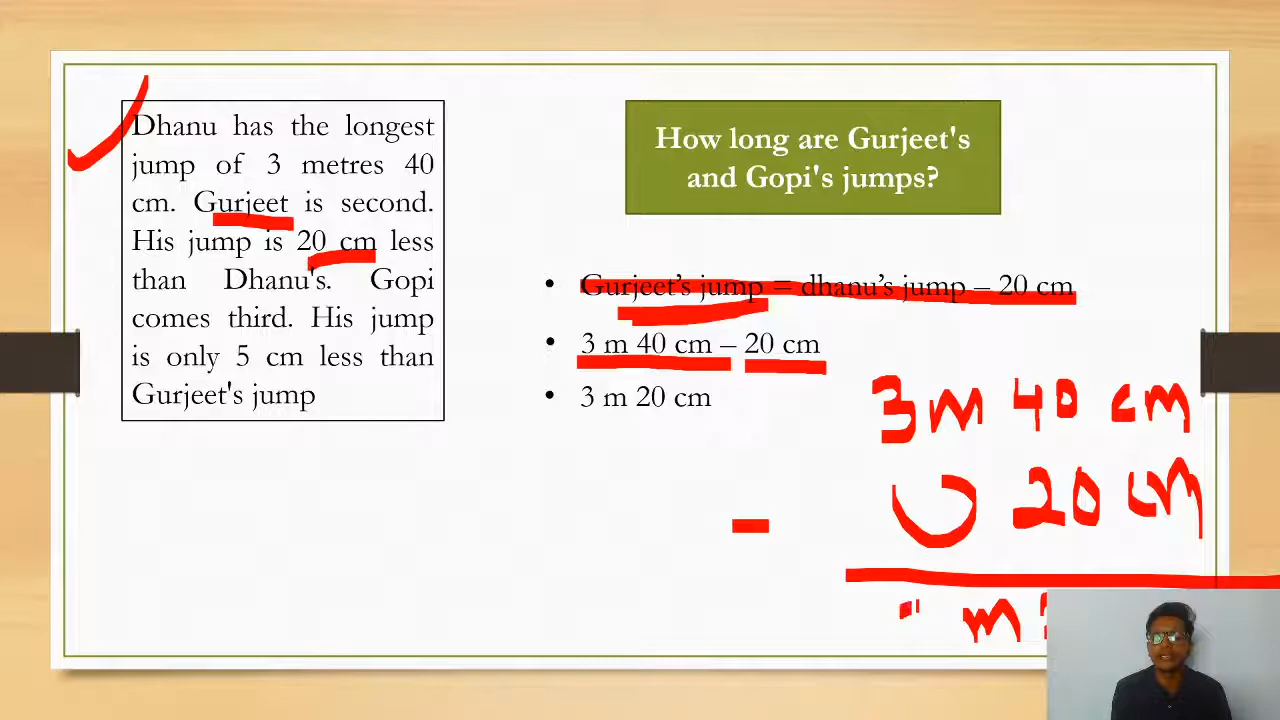 Dhanu has the longest
jump of 3 metres 40
cm. Gurjeet is second.
His jump is 20 cm less
than Dhanu's. Gopi
comes third. His jump
is only 5 cm less than
Gurjeet's jump
How long are Gurjeet's
and Gopi's jumps?
• Gurjeet’s jump = dhanu’s jump – 20 cm
• 3 m 40 cm – 20 cm
• 3 m 20 cm
3 m 40 cm
- 20 cm
m